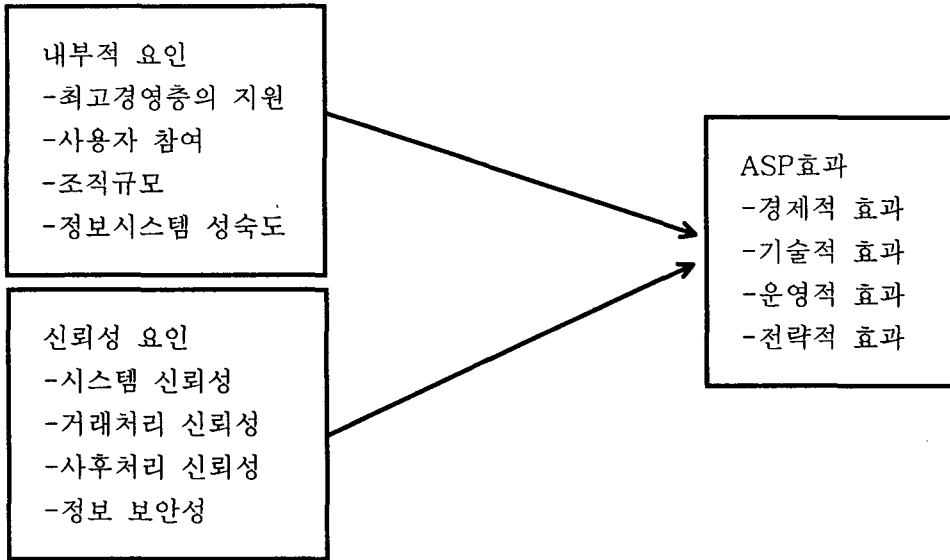 내부적 요인
-최고경영층의 지원
-사용자 참여
-조직규모
-정보시스템 성숙도
신뢰성 요인
-시스템 신뢰성
-거래처리 신뢰성
-사후처리 신뢰성
-정보 보안성
ASP효과
-경제적 효과
-기술적 효과
-운영적 효과
-전략적 효과